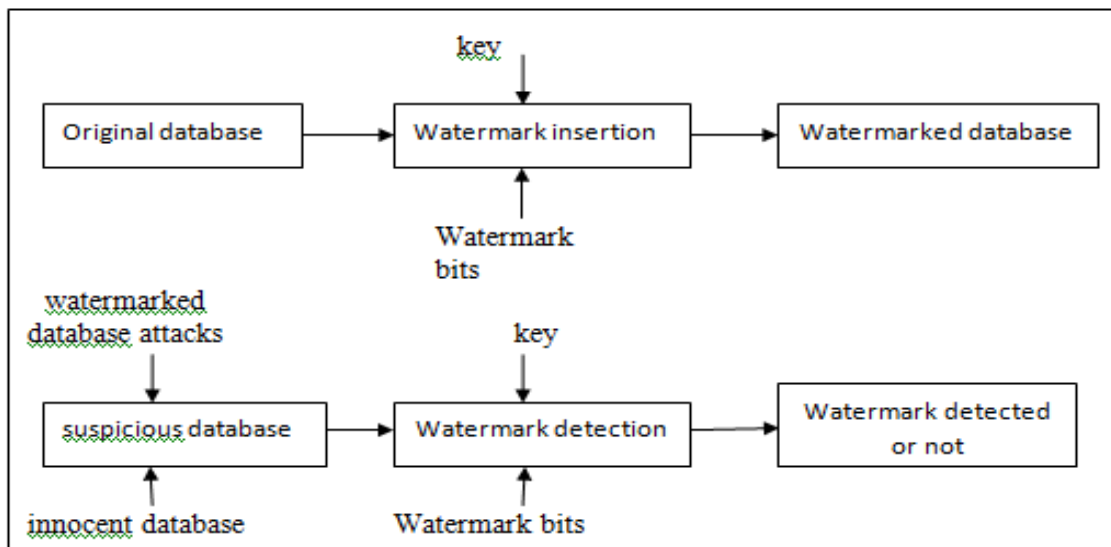 key
Original database
Watermark insertion
Watermarked database
Watermark
bits
watermarked
database attacks
key
suspicious database
Watermark detection
Watermark detected
or not
innocent database
Watermark bits